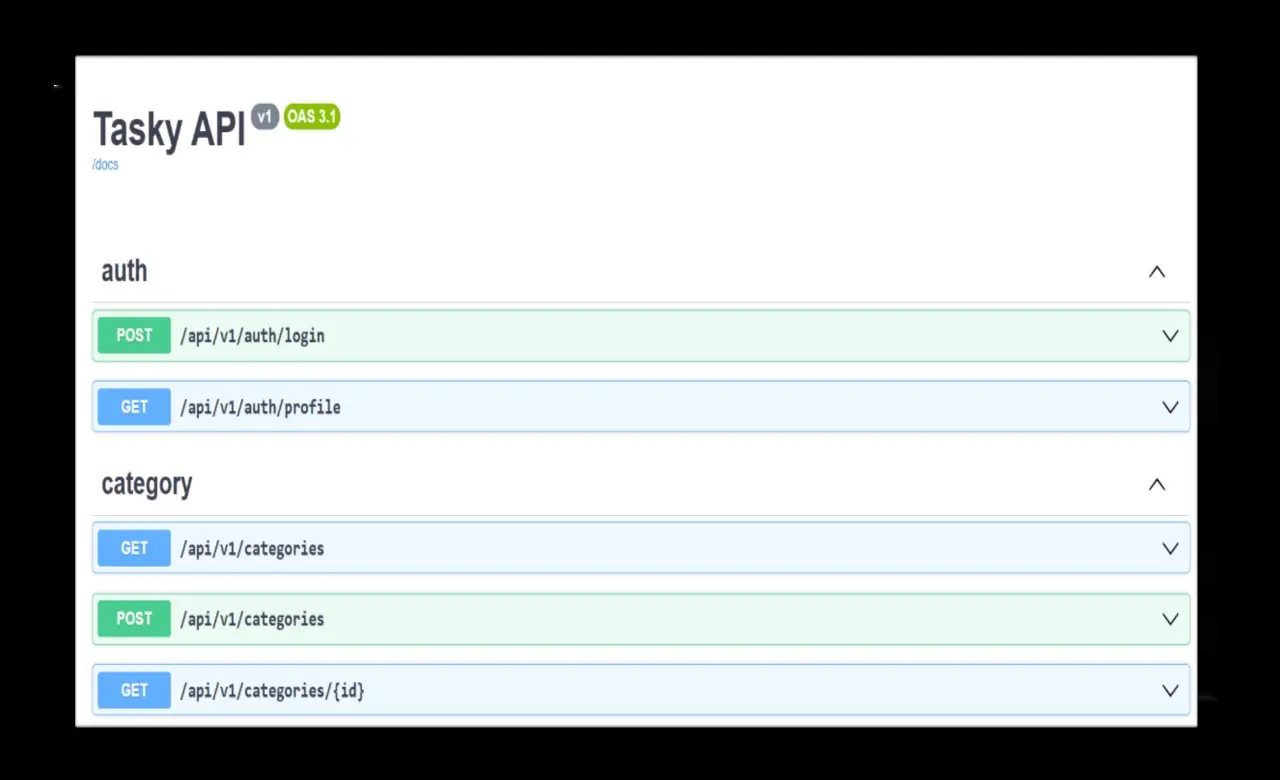 Tasky API v1 OAS 3.1
/docs
auth
POST /api/v1/auth/login
GET /api/v1/auth/profile
category
GET /api/v1/categories
POST /api/v1/categories
GET /api/v1/categories/{id}